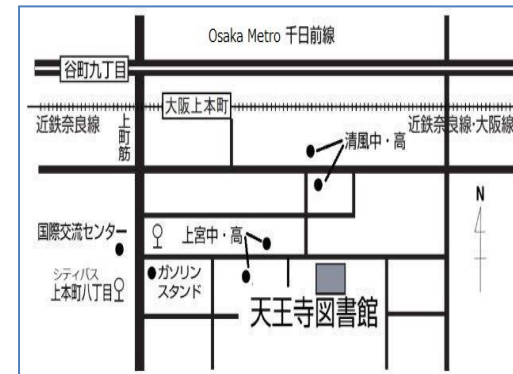 Osaka Metro 千日前線
谷町九丁目
大阪上本町
近鉄奈良線
上町筋
近鉄奈良線・大阪線
清風中・高
N
国際交流センター
上宮中・高
シティバス
上本町八丁目
ガソリン
スタンド
天王寺図書館